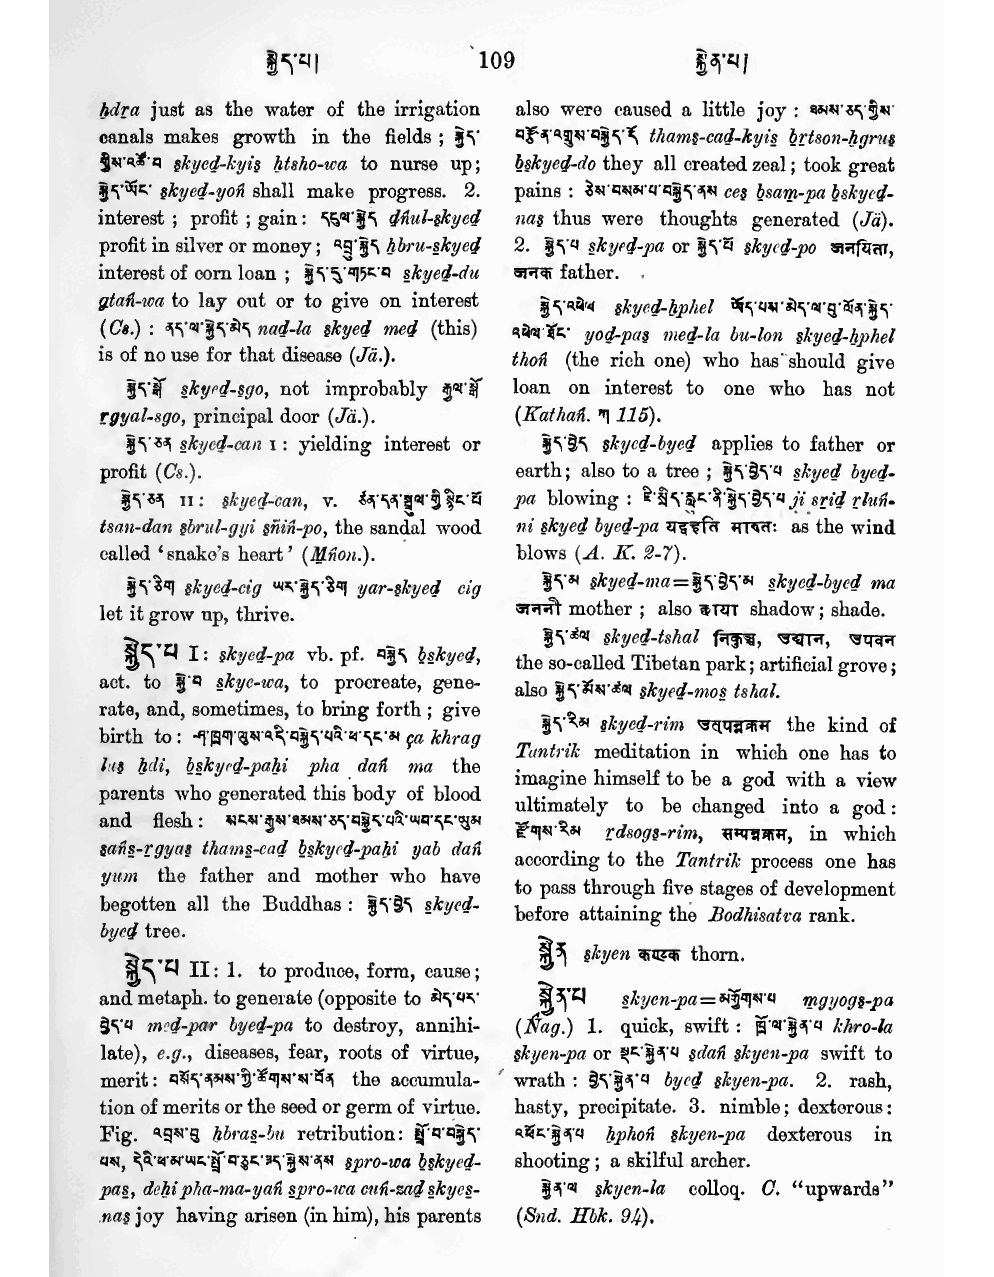 སྐྱེད་པ།
109
སྐྱེན་པ།
ḥdra just as the water of the irrigation
canals makes growth in the fields ; སྐྱེད་
ཀྱིས་འཚོ་བ skyed-kyis ḥtsho-wa to nurse up;
སྐྱེད་ཡོང་ skyed-yoṅ shall make progress. 2.
interest ; profit ; gain: དངུལ་སྐྱེད dṅul-skyed
profit in silver or money; འབྲུ་སྐྱེད ḥbru-skyed
interest of corn loan ; སྐྱེད་དུ་གཏང་བ skyed-du
gtaṅ-wa to lay out or to give on interest
(Cs.) : ནད་ལ་སྐྱེད་མེད nad-la skyed med (this)
is of no use for that disease (Jä.).
སྐྱེད་སྒོ skyed-sgo, not improbably རྒྱལ་སྒོ
rgyal-sgo, principal door (Jä.).
སྐྱེད་ཅན skyed-can I : yielding interest or
profit (Cs.).
སྐྱེད་ཅན II : skyed-can, v. ཙན་དན་སྦྲུལ་གྱི་སྙིང་པོ
tsan-dan sbrul-gyi sñiṅ-po, the sandal wood
called ‘snake’s heart’ (Mṅon.).
སྐྱེད་ཅིག skyed-cig ཡར་སྐྱེད་ཅིག yar-skyed cig
let it grow up, thrive.
སྐྱེད་པ I: skyed-pa vb. pf. བསྐྱེད bskyed,
act. to སྐྱེ་བ skye-wa, to procreate, gene-
rate, and, sometimes, to bring forth ; give
birth to : ཤ་ཁྲག་ལུས་འདི་བསྐྱེད་པའི་ཕ་དང་མ ça khrag
lus ḥdi, bskyed-paḥi pha daṅ ma the
parents who generated this body of blood
and flesh : སངས་རྒྱས་ཐམས་ཅད་བསྐྱེད་པའི་ཡབ་དང་ཡུམ
saṅs-rgyas thams-cad bskyed-paḥi yab daṅ
yum the father and mother who have
begotten all the Buddhas : སྐྱེད་བྱེད skyed-
byed tree.
སྐྱེད་པ II: 1. to produce, form, cause;
and metaph. to generate (opposite to མེད་པར་
བྱེད་པ med-par byed-pa to destroy, annihi-
late), e.g., diseases, fear, roots of virtue,
merit: བསོད་ནམས་ཀྱི་ཚོགས་ས་བོན the accumula-
tion of merits or the seed or germ of virtue.
Fig. འབྲས་བུ ḥbras-bu retribution: སྤྲོ་བ་བསྐྱེད་
པས, དེའི་ཕ་མ་ཡང་སྤྲོ་བ་ཅུང་ཟད་སྐྱེས་ནས spro-wa bskyed-
pas, deḥi pha-ma-yaṅ spro-wa cuṅ-zad skyes-
nas joy having arisen (in him), his parents
also were caused a little joy : ཐམས་ཅད་ཀྱིས་
བརྩོན་འགྲུས་བསྐྱེད་དོ thams-cad-kyis brtson-ḥgrus
bskyed-do they all created zeal ; took great
pains : ཅེས་བསམ་པ་བསྐྱེད་ནས ces bsam-pa bskyed-
nas thus were thoughts generated (Jä).
2. སྐྱེད་པ skyed-pa or སྐྱེད་པོ skyed-po जनयिता,
जनक father.
སྐྱེད་འཕེལ skyed-ḥphel ཡོད་པས་མེད་ལ་བུ་ལོན་སྐྱེད་
འཕེལ་ཐོང་ yod-pas med-la bu-lon skyed-ḥphel
thoṅ (the rich one) who has should give
loan on interest to one who has not
(Kathaṅ. ག 115).
སྐྱེད་བྱེད skyed-byed applies to father or
earth; also to a tree ; སྐྱེད་བྱེད་པ skyed byed-
pa blowing : ཇི་སྲིད་རླུང་ནི་སྐྱེད་བྱེད་པ ji srid rluṅ-
ni skyed byed-pa यद्वहति मारुतः as the wind
blows (A. K. 2-7).
སྐྱེད་མ skyed-ma=སྐྱེད་བྱེད་མ skyed-byed ma
जननी mother ; also छाया shadow ; shade.
སྐྱེད་ཚལ skyed-tshal निकुञ्ज, उद्यान, उपवन
the so-called Tibetan park; artificial grove;
also སྐྱེད་མོས་ཚལ skyed-mos tshal.
སྐྱེད་རིམ skyed-rim उत्पन्नक्रम the kind of
Tantrik meditation in which one has to
imagine himself to be a god with a view
ultimately to be changed into a god :
རྫོགས་རིམ rdsogs-rim, सम्पन्नक्रम, in which
according to the Tantrik process one has
to pass through five stages of development
before attaining the Bodhisatva rank.
སྐྱེན skyen कण्टक thorn.
སྐྱེན་པ skyen-pa=མགྱོགས་པ mgyogs-pa
(Ṅag.) 1. quick, swift : ཁྲོ་ལ་སྐྱེན་པ khro-la
skyen-pa or སྡང་སྐྱེན་པ sdaṅ skyen-pa swift to
wrath : བྱེད་སྐྱེན་པ byed skyen-pa. 2. rash,
hasty, precipitate. 3. nimble; dexterous:
འཕོང་སྐྱེན་པ ḥphoṅ skyen-pa dexterous in
shooting ; a skilful archer.
སྐྱེན་ལ skyen-la colloq. C. “upwards”
(Snd. Hbk. 94).